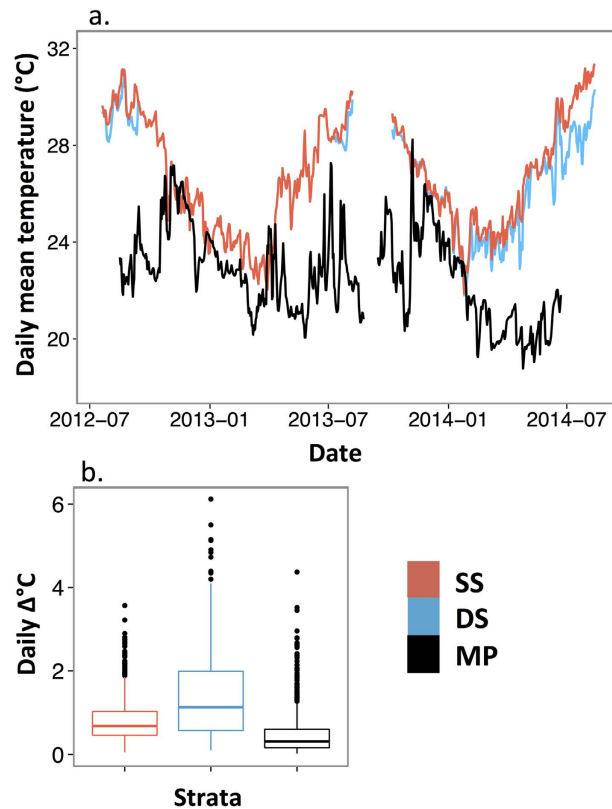 a.
Daily mean temperature (°C)
32
28
24
20
2012–07
2013–01
2013–07
2014–01
2014–07
Date
b.
Daily Δ°C
6
4
2
0
Strata
SS
DS
MP